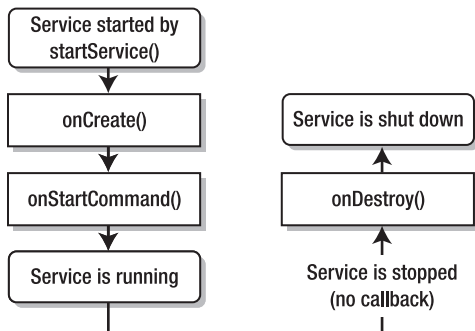 Service started by
startService()
onCreate()
onStartCommand()
Service is running
Service is shut down
onDestroy()
Service is stopped
(no callback)